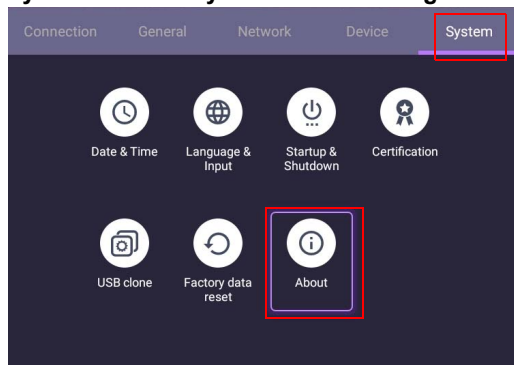 Connection General Network Device System
Date & Time Language & Input Startup & Shutdown Certification
USB clone Factory data reset About